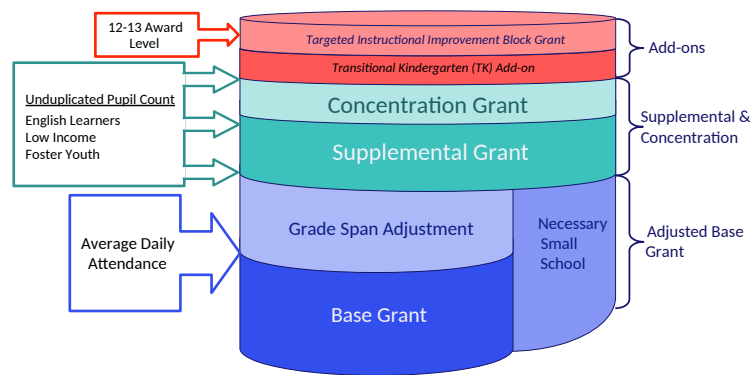 12-13 Award
Level
Unduplicated Pupil Count
English Learners
Low Income
Foster Youth
Average Daily
Attendance
Targeted Instructional Improvement Block Grant
Transitional Kindergarten (TK) Add-on
Concentration Grant
Supplemental Grant
Grade Span Adjustment
Necessary
Small
School
Base Grant
Add-ons
Supplemental &
Concentration
Adjusted Base
Grant